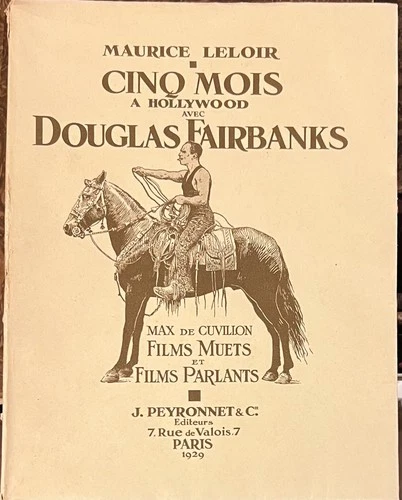 MAURICE LELOIR
CINQ MOIS
A HOLLYWOOD
AVEC
DOUGLAS FAIRBANKS
MAX DE CUVILLON
FILMS MUETS
ET
FILMS PARLANTS
J. PEYRONNET & Cie
Editeurs
7. Rue de Valois.7
PARIS
1929